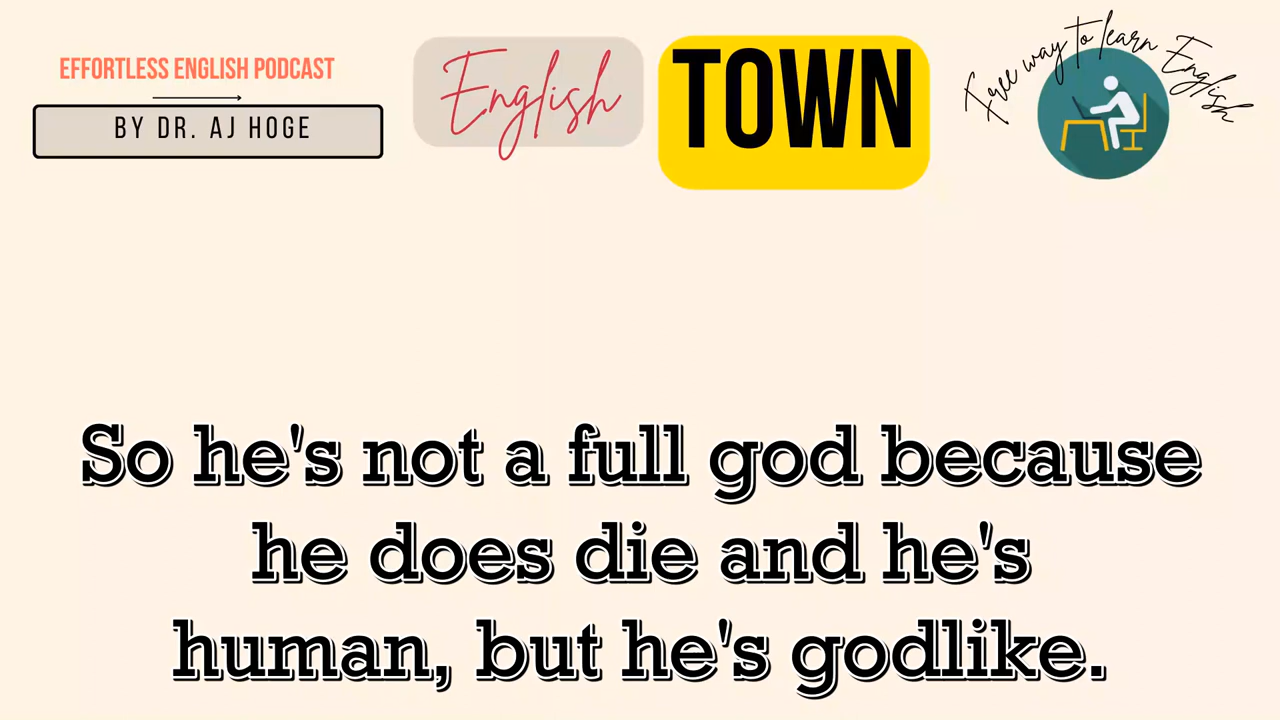 EFFORTLESS ENGLISH PODCAST
BY DR. AJ HOGE
English
TOWN
Free way to learn English
So he's not a full god because
he does die and he's
human, but he's godlike.